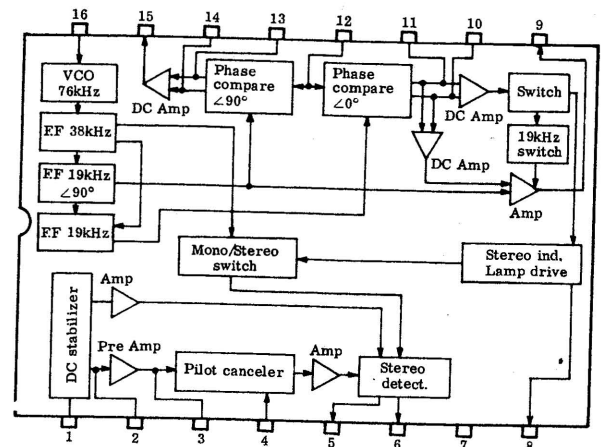 16
15
14
13
12
11
10
9
VCO
76kHz
F.F 38kHz
F.F 19kHz
∠90°
F.F 19kHz
DC Amp
Phase
compare
∠90°
Phase
compare
∠0°
DC Amp
DC Amp
Switch
19kHz
switch
Amp
Mono/Stereo
switch
Stereo ind.
Lamp drive
DC stabilizer
Amp
Pre Amp
Pilot canceler
Amp
Stereo
detect.
1
2
3
4
5
6
7
8